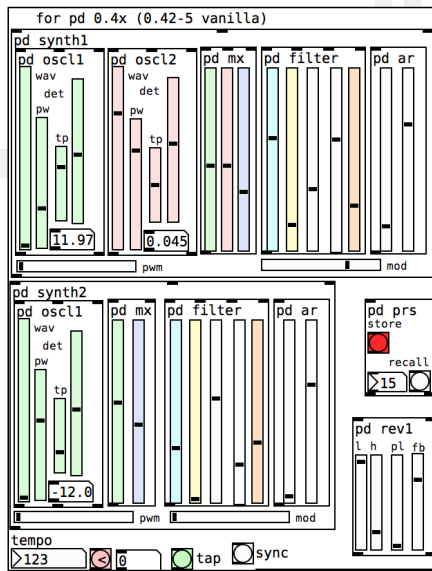 for pd 0.4x (0.42-5 vanilla)
pd synth1
pd oscl1
wav
det
pw
tp
11.97
pd oscl2
wav
det
pw
tp
0.045
pd mx
pd filter
pd ar
pwm
mod
pd synth2
pd oscl1
wav
det
pw
tp
-12.0
pd mx
pd filter
pd ar
pwm
mod
pd prs
store
recall
15
pd rev1
l h pl fb
tempo
123
<
0
tap
sync